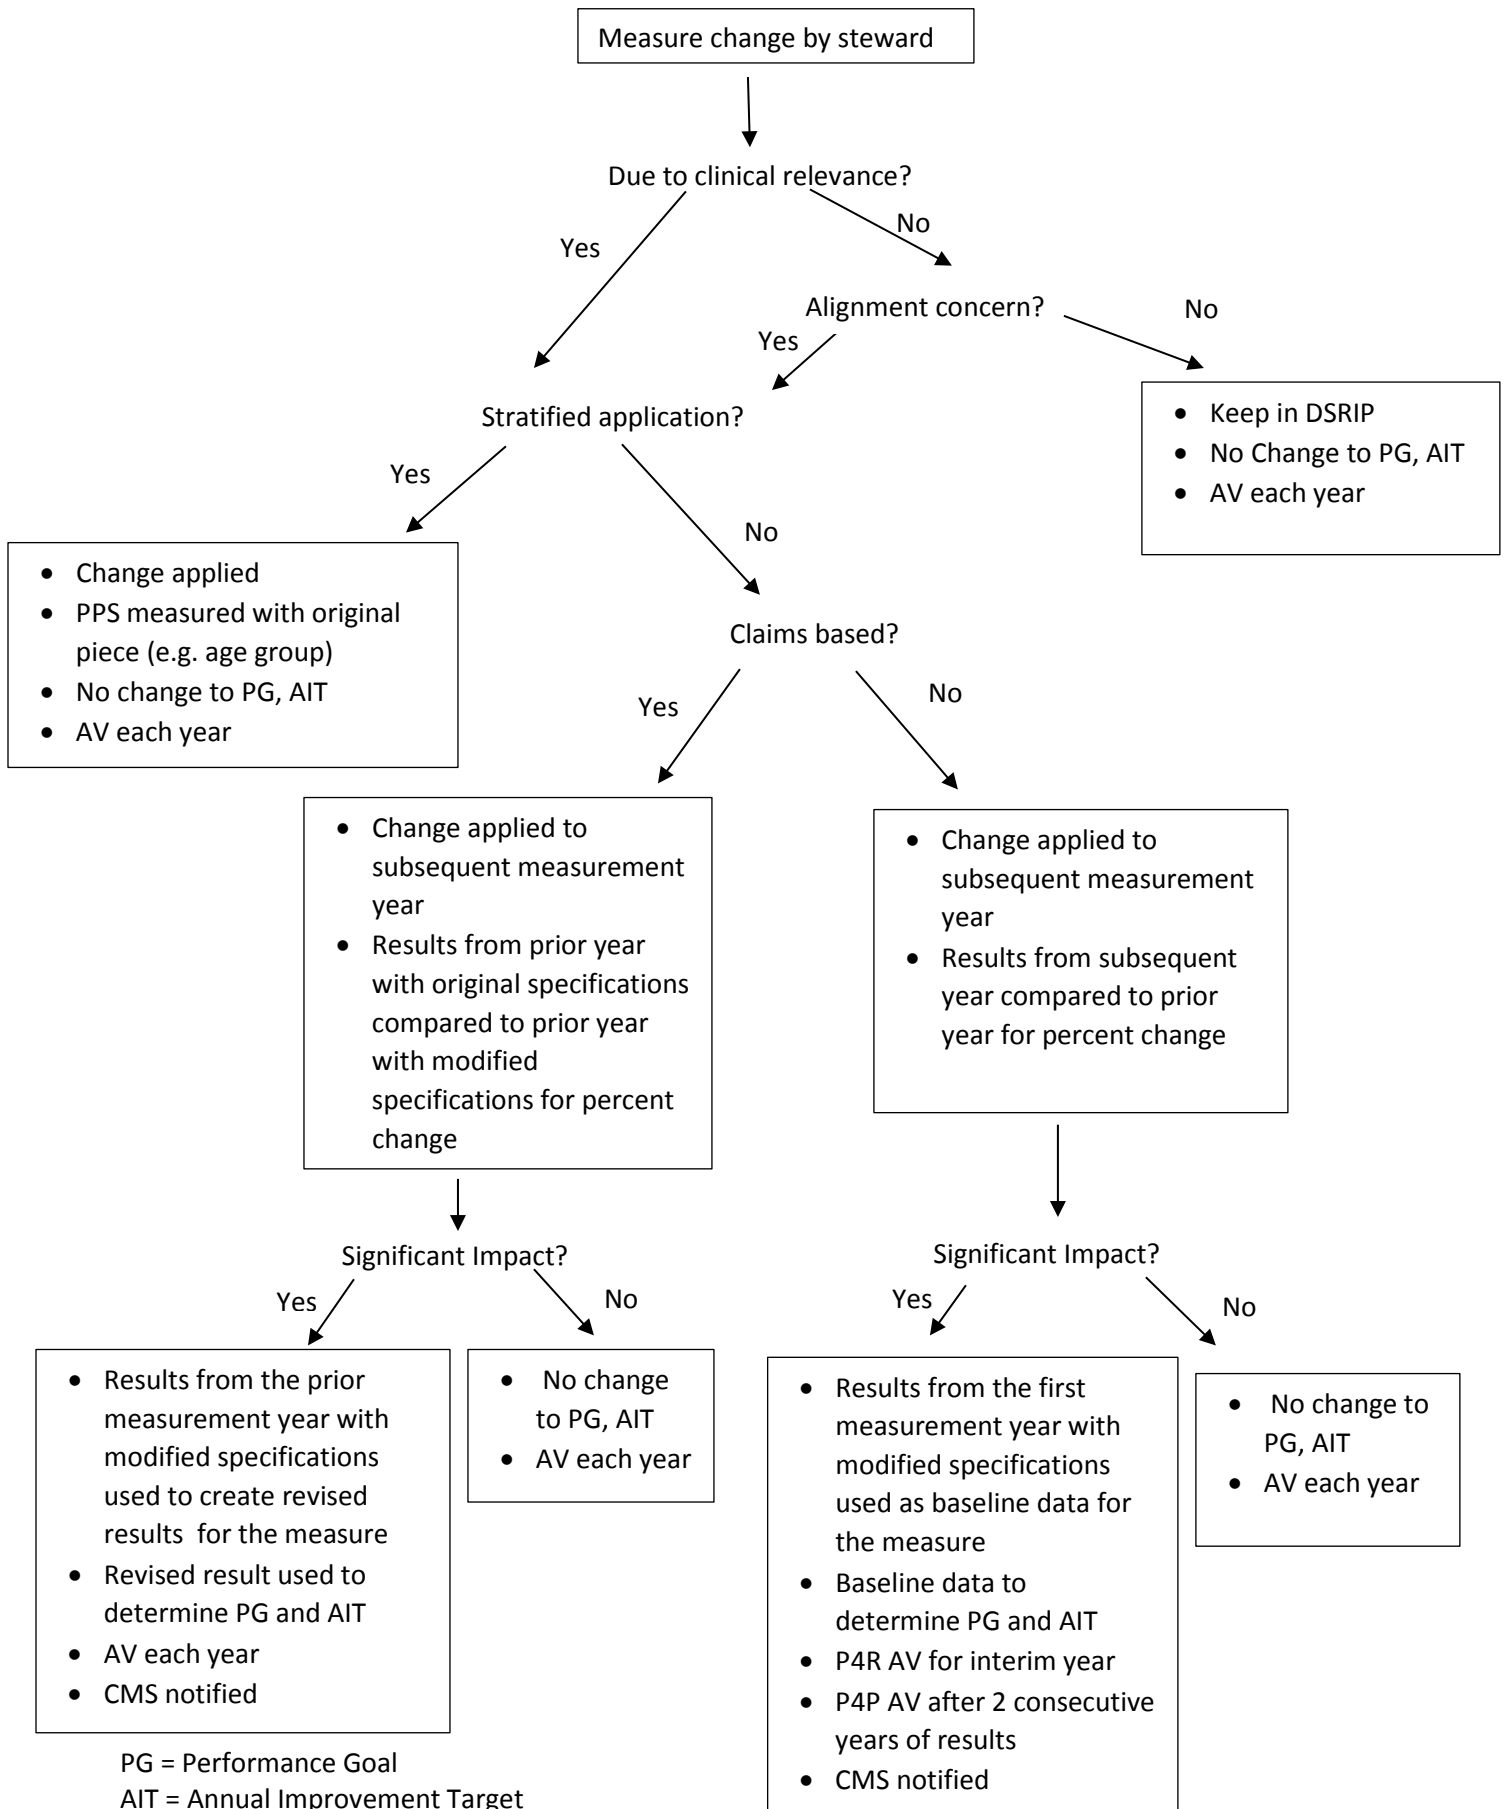 Measure change by steward
Due to clinical relevance?
Yes
No
Alignment concern?
Yes
No
• Keep in DSRIP
• No Change to PG, AIT
• AV each year
Stratified application?
Yes
No
• Change applied
• PPS measured with original
piece (e.g. age group)
• No change to PG, AIT
• AV each year
Claims based?
Yes
No
• Change applied to
subsequent measurement
year
• Results from prior year
with original specifications
compared to prior year
with modified
specifications for percent
change
• Change applied to
subsequent measurement
year
• Results from subsequent
year compared to prior
year for percent change
Significant Impact?
Yes
No
Significant Impact?
Yes
No
• Results from the prior
measurement year with
modified specifications
used to create revised
results for the measure
• Revised result used to
determine PG and AIT
• AV each year
• CMS notified
• No change
to PG, AIT
• AV each year
• Results from the first
measurement year with
modified specifications
used as baseline data for
the measure
• Baseline data to
determine PG and AIT
• P4R AV for interim year
• P4P AV after 2 consecutive
years of results
• CMS notified
• No change to
PG, AIT
• AV each year
PG = Performance Goal
AIT = Annual Improvement Target